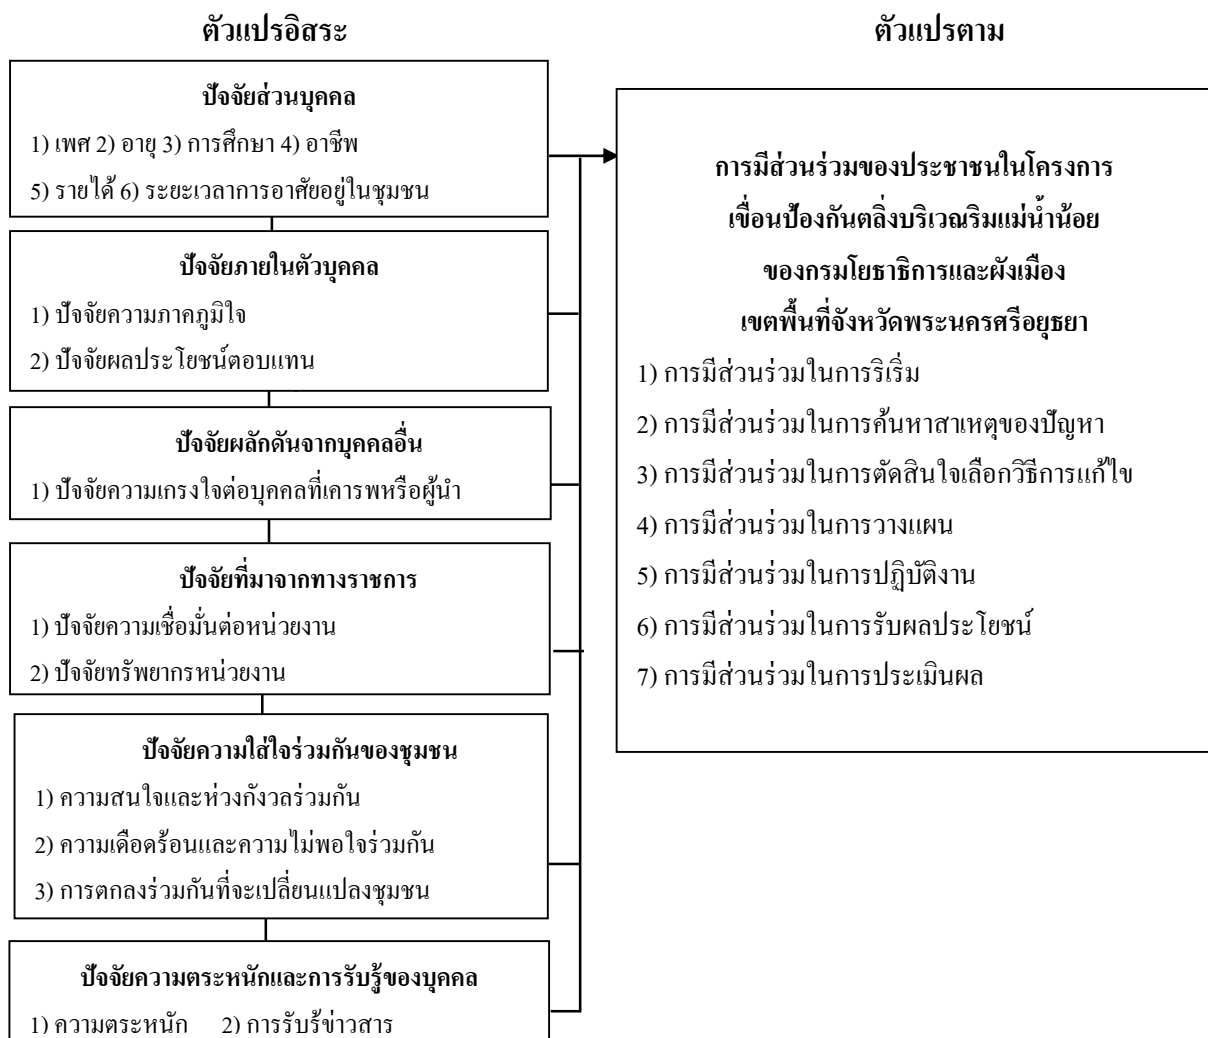 ตัวแปรอิสระ
ปัจจัยส่วนบุคคล
1) เพศ 2) อายุ 3) การศึกษา 4) อาชีพ
5) รายได้ 6) ระยะเวลาการอาศัยอยู่ในชุมชน
ปัจจัยภายในตัวบุคคล
1) ปัจจัยความภาคภูมิใจ
2) ปัจจัยผลประโยชน์ตอบแทน
ปัจจัยผลักดันจากบุคคลอื่น
1) ปัจจัยความเกรงใจต่อบุคคลที่เคารพหรือผู้นำ
ปัจจัยที่มาจากทางราชการ
1) ปัจจัยความเชื่อมั่นต่อหน่วยงาน
2) ปัจจัยทรัพยากรหน่วยงาน
ปัจจัยความใส่ใจร่วมกันของชุมชน
1) ความสนใจและห่วงกังวลร่วมกัน
2) ความเดือดร้อนและความไม่พอใจร่วมกัน
3) การตกลงร่วมกันที่จะเปลี่ยนแปลงชุมชน
ปัจจัยความตระหนักและการรับรู้ของบุคคล
1) ความตระหนัก 2) การรับรู้ข่าวสาร
ตัวแปรตาม
การมีส่วนร่วมของประชาชนในโครงการ
เขื่อนป้องกันตลิ่งบริเวณริมแม่น้ำน้อย
ของกรมโยธาธิการและผังเมือง
เขตพื้นที่จังหวัดพระนครศรีอยุธยา
1) การมีส่วนร่วมในการริเริ่ม
2) การมีส่วนร่วมในการค้นหาสาเหตุของปัญหา
3) การมีส่วนร่วมในการตัดสินใจเลือกวิธีการแก้ไข
4) การมีส่วนร่วมในการวางแผน
5) การมีส่วนร่วมในการปฏิบัติงาน
6) การมีส่วนร่วมในการรับผลประโยชน์
7) การมีส่วนร่วมในการประเมินผล